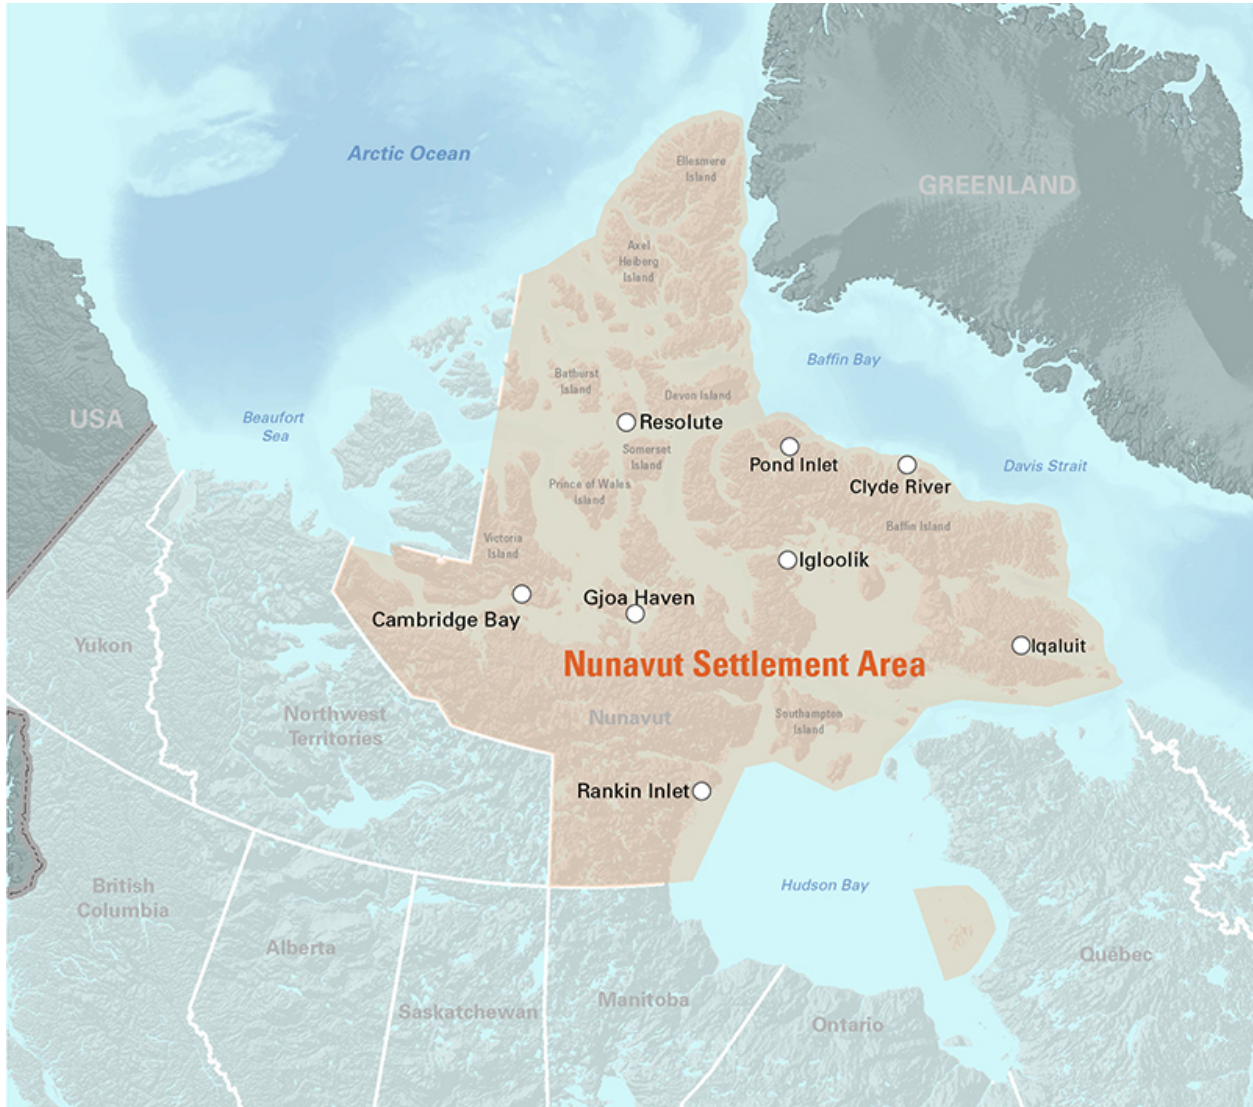 Arctic Ocean
Ellesmere
Island
GREENLAND
Axel
Heiberg
Island
Baffin Bay
Bathurst
Island
Devon Island
USA
Beaufort
Sea
Resolute
Somerset
Island
Pond Inlet
Davis Strait
Clyde River
Prince of Wales
Island
Baffin Island
Victoria
Island
Igloolik
Gjoa Haven
Cambridge Bay
Yukon
Iqaluit
Nunavut Settlement Area
Northwest
Territories
Nunavut
Southampton
Island
Rankin Inlet
British
Columbia
Hudson Bay
Alberta
Québec
Saskatchewan
Manitoba
Ontario